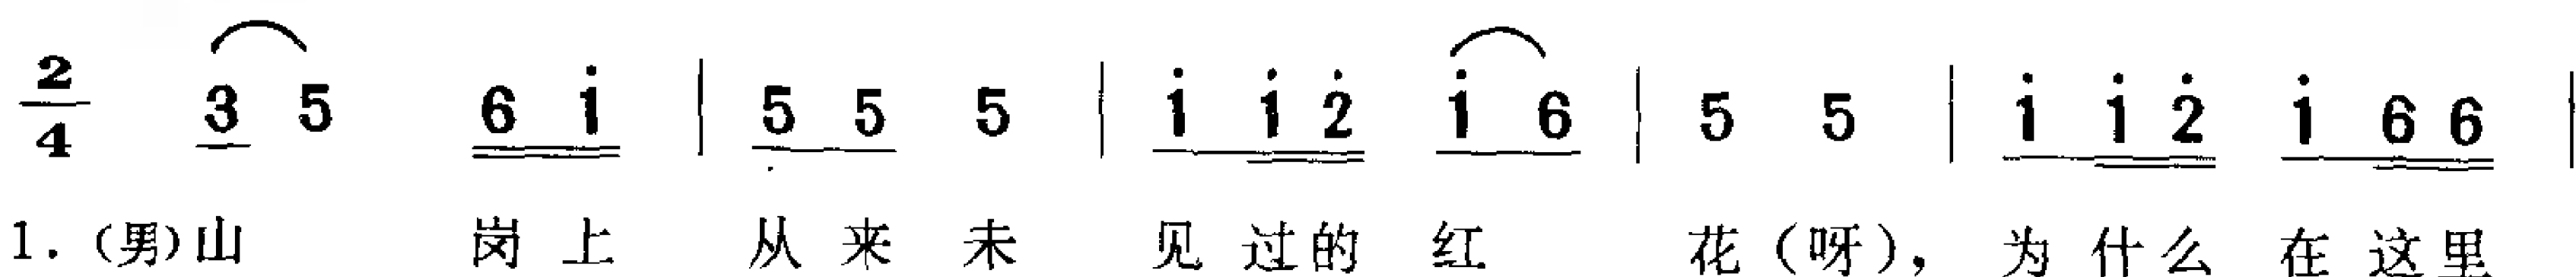 2/4 3 5 6 i̇ | 5 5 5 | i̇ i̇ 2̇ i̇ 6 | 5 5 | i̇ i̇ 2̇ i̇ 6 6 |
1. (男)山 岗 上 从 来 未 见 过 的 红 花 (呀), 为 什 么 在 这 里